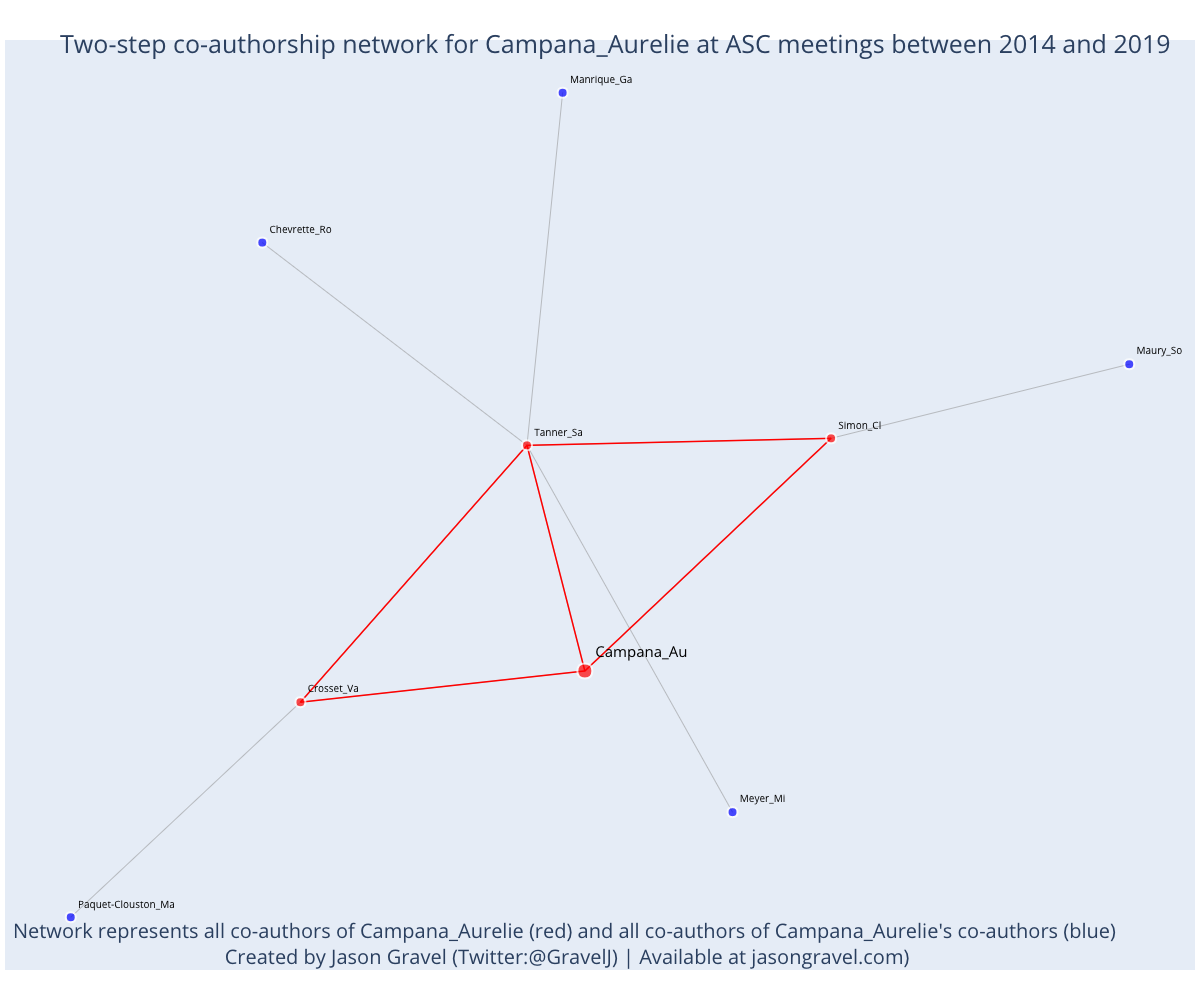 Two-step co-authorship network for Campana_Aurelie at ASC meetings between 2014 and 2019
Manrique_Ga
Chevrette_Ro
Maury_So
Simon_Cl
Tanner_Sa
Campana_Au
Crosset_Va
Meyer_Mi
Paquet-Clouston_Ma
Network represents all co-authors of Campana_Aurelie (red) and all co-authors of Campana_Aurelie's co-authors (blue)
Created by Jason Gravel (Twitter:@GravelJ) | Available at jasongravel.com)